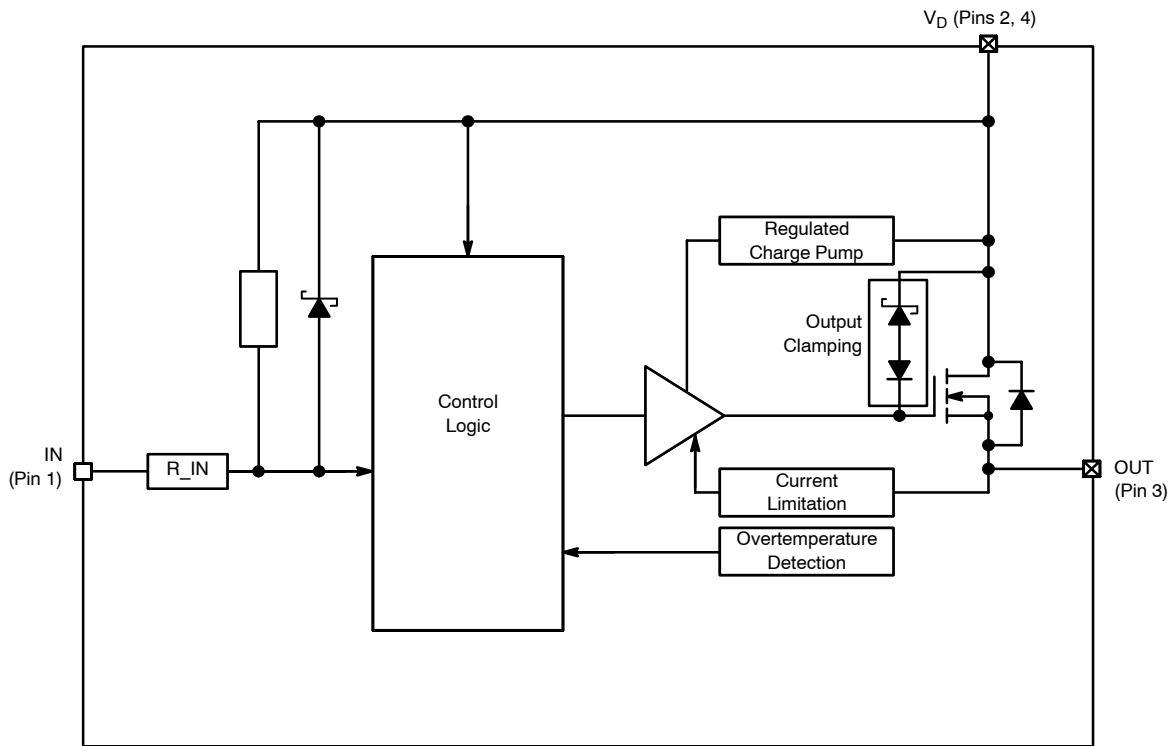 V_D (Pins 2, 4)
Regulated
Charge Pump
Output
Clamping
Control
Logic
IN
(Pin 1)
R_IN
OUT
(Pin 3)
Current
Limitation
Overtemperature
Detection